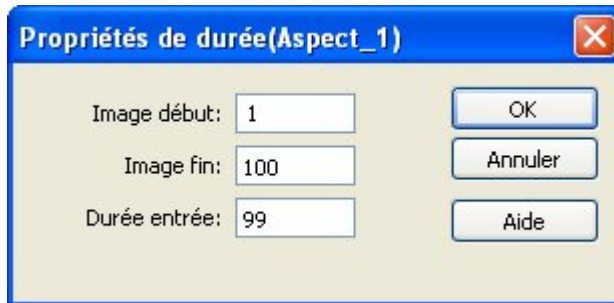 Propriétés de durée(Aspect_1)
Image début: 1
OK
Image fin: 100
Annuler
Durée entrée: 99
Aide